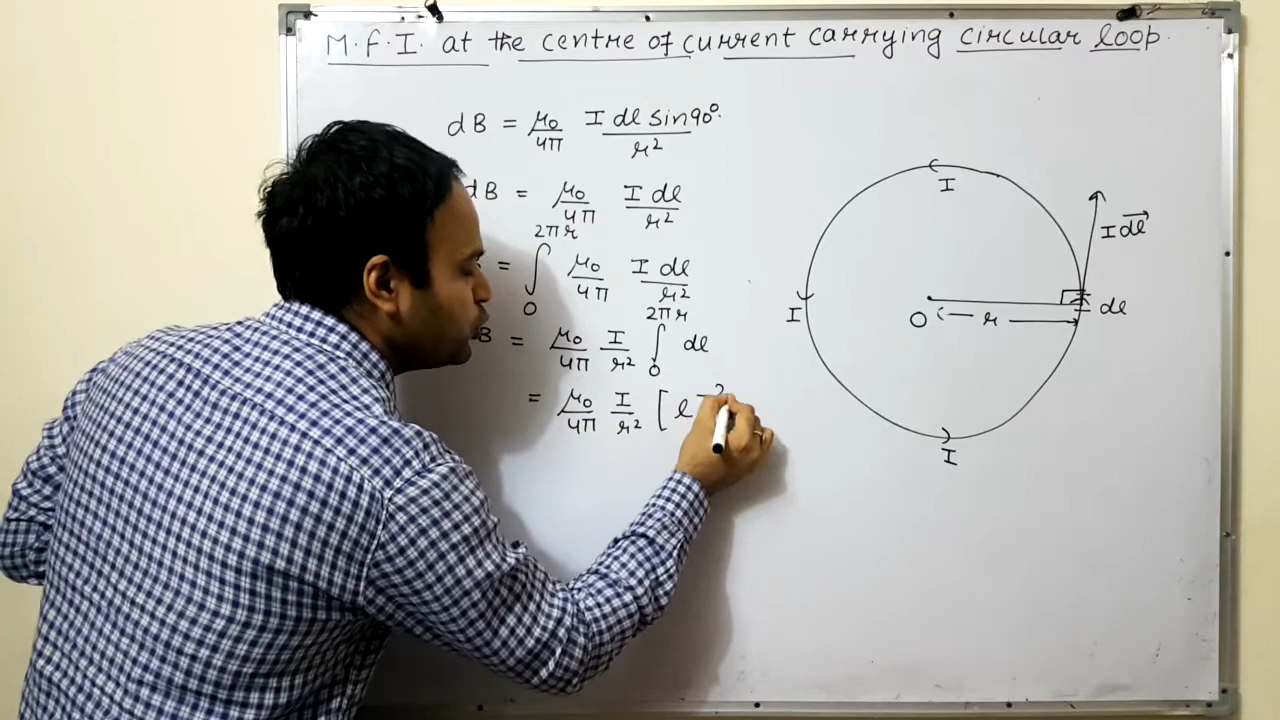 M.F.I. at the centre of current carrying circular loop.
dB = μ0/4π I dl sin90°/r²
dB = μ0/4π I dl/r²
= ∫₀^2πr μ0/4π I dl/r²
B = μ0/4π I/r² ∫₀^2πr dl
= μ0/4π I/r² [ l
I
I dl⃗
I
O
r
dl
I